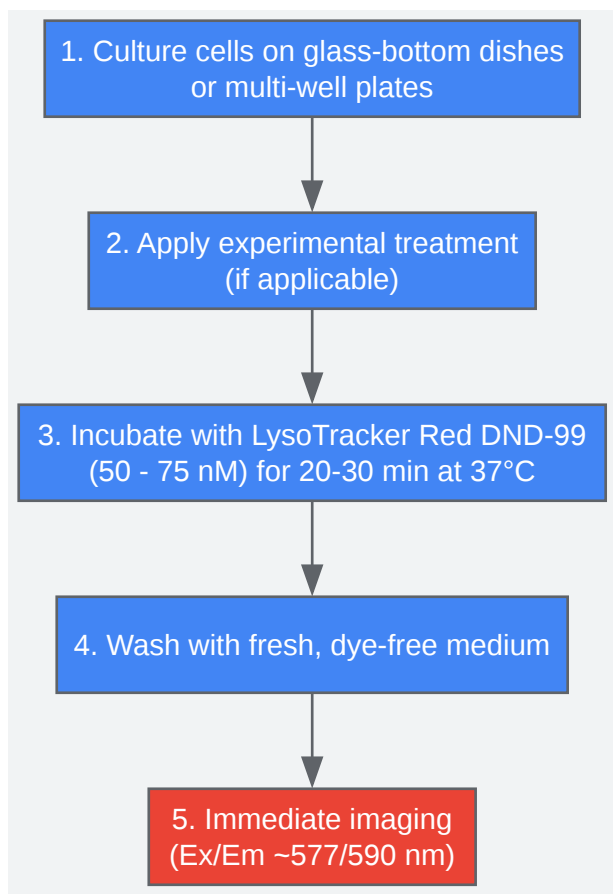 1. Culture cells on glass-bottom dishes
or multi-well plates
2. Apply experimental treatment
(if applicable)
3. Incubate with LysoTracker Red DND-99
(50 - 75 nM) for 20-30 min at 37°C
4. Wash with fresh, dye-free medium
5. Immediate imaging
(Ex/Em ~577/590 nm)